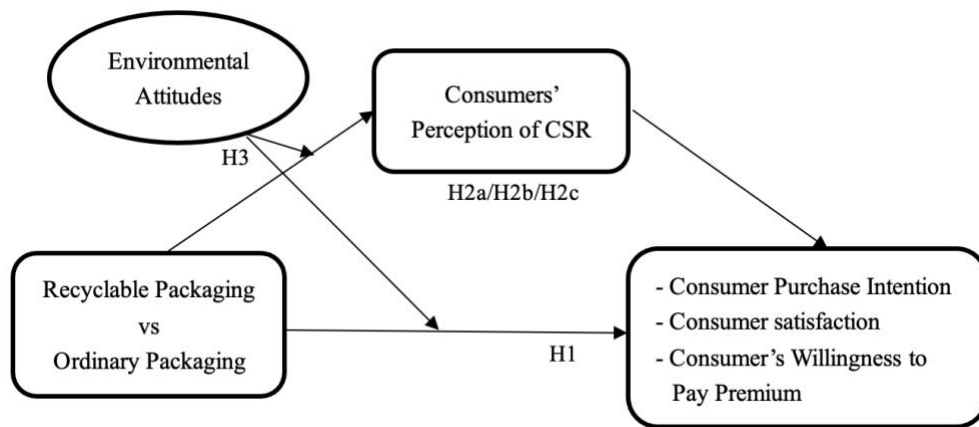 Environmental
Attitudes
Consumers’
Perception of CSR
H3
H2a/H2b/H2c
Recyclable Packaging
vs
Ordinary Packaging
H1
- Consumer Purchase Intention
- Consumer satisfaction
- Consumer’s Willingness to
Pay Premium